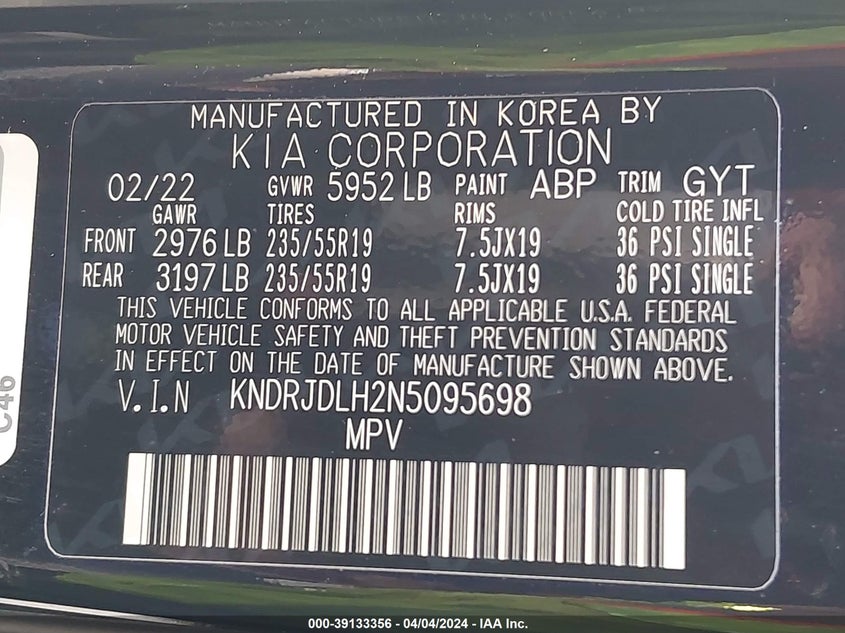 MANUFACTURED IN KOREA BY
KIA CORPORATION
02/22 GVWR 5952 LB PAINT ABP TRIM GYT
GAWR TIRES RIMS COLD TIRE INFL
FRONT 2976 LB 235/55R19 7.5JX19 36 PSI SINGLE
REAR 3197 LB 235/55R19 7.5JX19 36 PSI SINGLE
THIS VEHICLE CONFORMS TO ALL APPLICABLE U.S.A. FEDERAL
MOTOR VEHICLE SAFETY AND THEFT PREVENTION STANDARDS
IN EFFECT ON THE DATE OF MANUFACTURE SHOWN ABOVE.
V.I.N KNDRJDLH2N5095698
MPV
C46
000-39133356 - 04/04/2024 - IAA Inc.